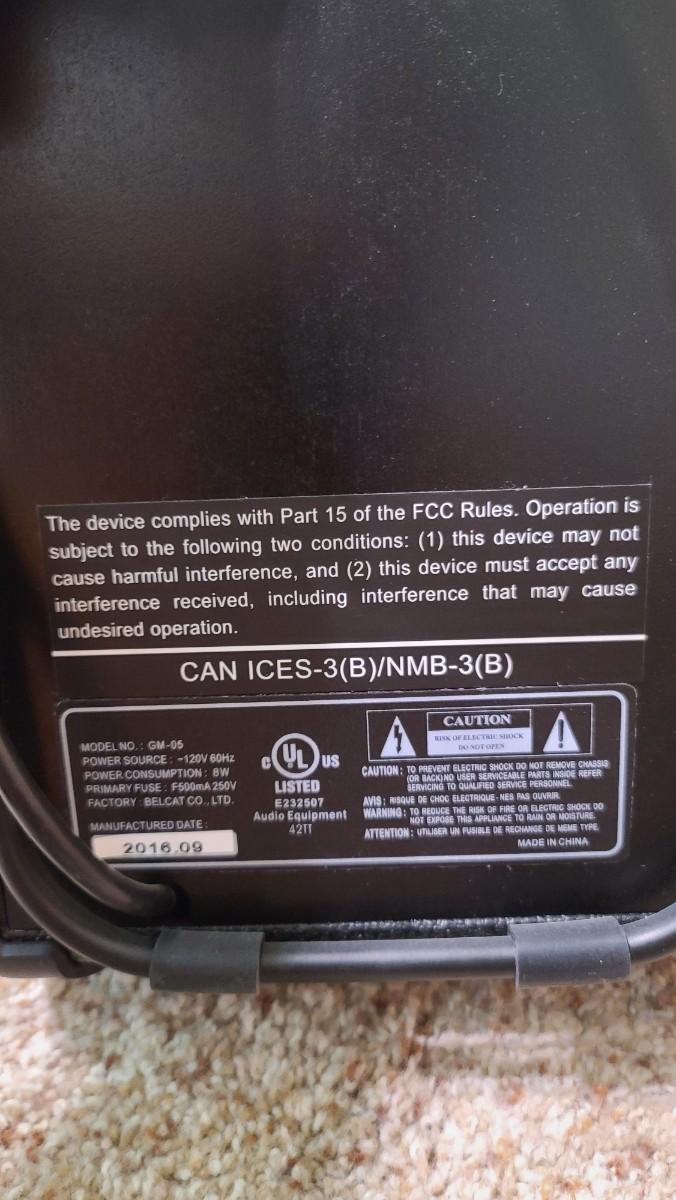 The device complies with Part 15 of the FCC Rules. Operation is
subject to the following two conditions: (1) this device may not
cause harmful interference, and (2) this device must accept any
interference received, including interference that may cause
undesired operation.
CAN ICES-3(B)/NMB-3(B)
MODEL NO.: GM-05
POWER SOURCE: ~120V 60Hz
POWER CONSUMPTION: 8W
PRIMARY FUSE: F500mA 250V
FACTORY: BELCAT CO., LTD.
MANUFACTURED DATE:
2016.09
C UL US
LISTED
E232507
Audio Equipment
42TT
CAUTION
RISK OF ELECTRIC SHOCK
DO NOT OPEN
CAUTION: TO PREVENT ELECTRIC SHOCK DO NOT REMOVE CHASSIS
(OR BACK)NO USER SERVICEABLE PARTS INSIDE REFER
SERVICING TO QUALIFIED SERVICE PERSONNEL.
AVIS: RISQUE DE CHOC ELECTRIQUE-NES PAS OUVRIR.
WARNING: TO REDUCE THE RISK OF FIRE OR ELECTRIC SHOCK DO
NOT EXPOSE THIS APPLIANCE TO RAIN OR MOISTURE.
ATTENTION: UTILISER UN FUSIBLE DE RECHANGE DE MEME TYPE.
MADE IN CHINA